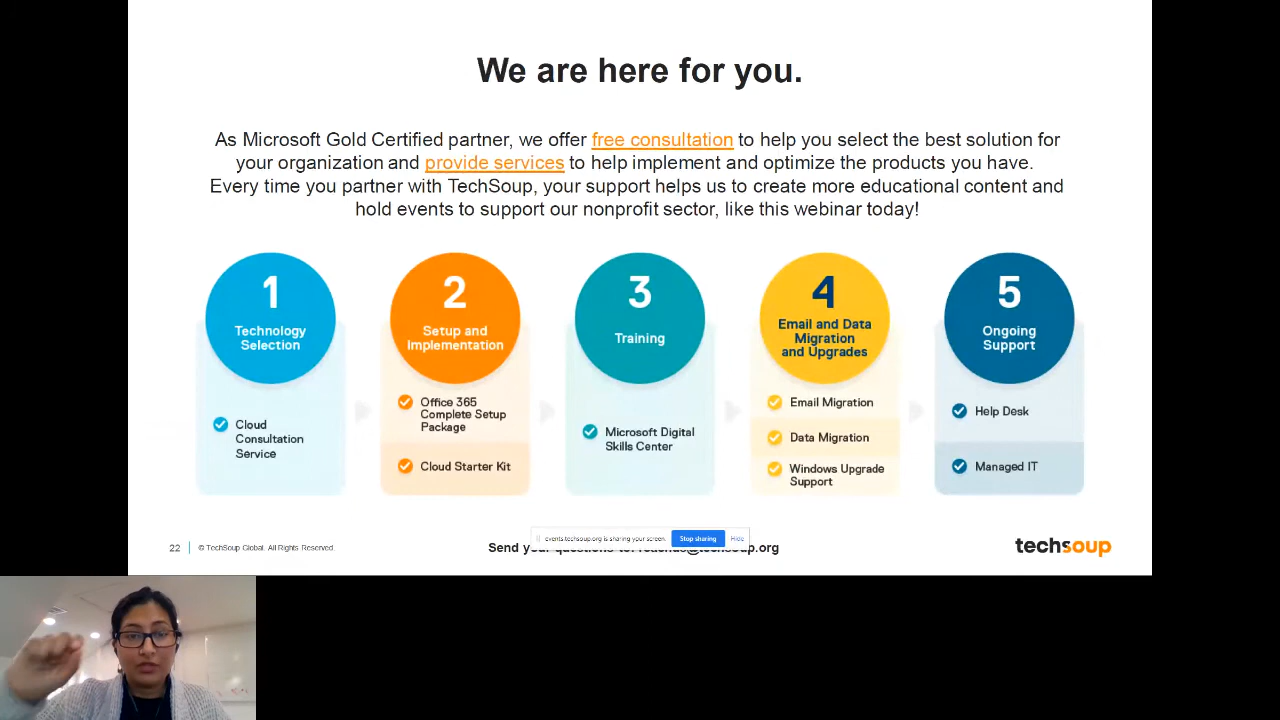 We are here for you.
As Microsoft Gold Certified partner, we offer free consultation to help you select the best solution for
your organization and provide services to help implement and optimize the products you have.
Every time you partner with TechSoup, your support helps us to create more educational content and
hold events to support our nonprofit sector, like this webinar today!
1
Technology
Selection
Cloud
Consultation
Service
2
Setup and
Implementation
Office 365
Complete Setup
Package
Cloud Starter Kit
3
Training
Microsoft Digital
Skills Center
4
Email and Data
Migration
and Upgrades
Email Migration
Data Migration
Windows Upgrade
Support
5
Ongoing
Support
Help Desk
Managed IT
events.techsoup.org is sharing your screen.
Stop sharing
Hide
22
© TechSoup Global. All Rights Reserved.
Send your questions to: @techsoup.org
techsoup